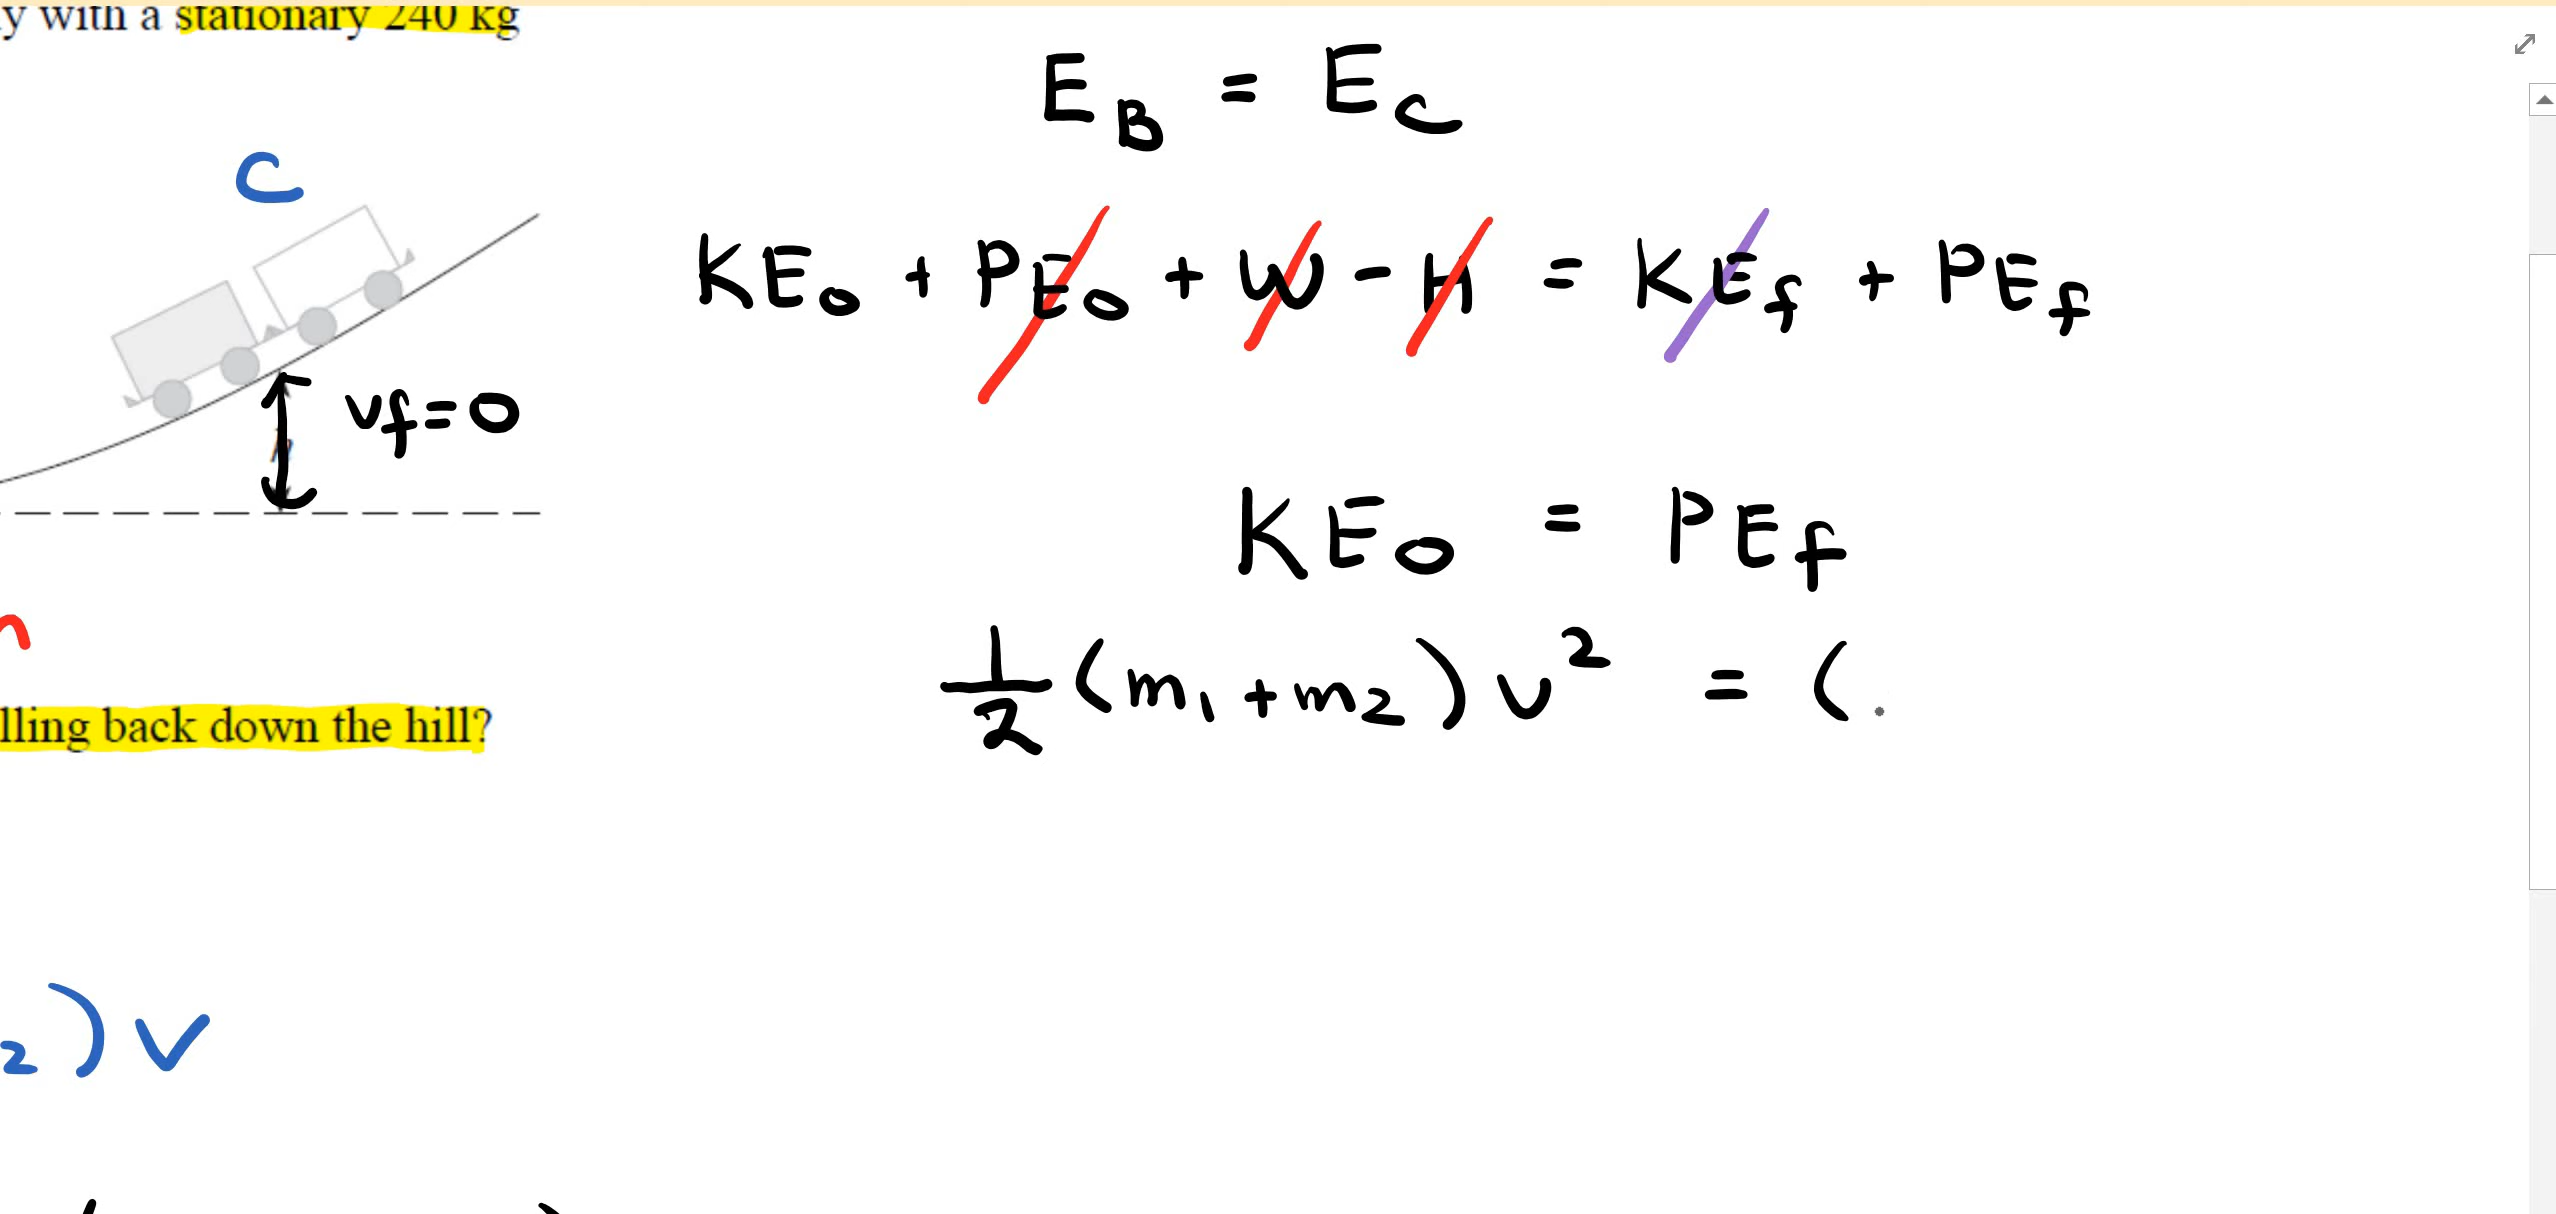 y with a stationary 240 kg
C
vf=0
lling back down the hill?
2)v
E_B = E_C
KE_o + PE_o + W - H = KE_f + PE_f
KE_o = PE_f
1/2 (m_1 + m_2) v^2 = (